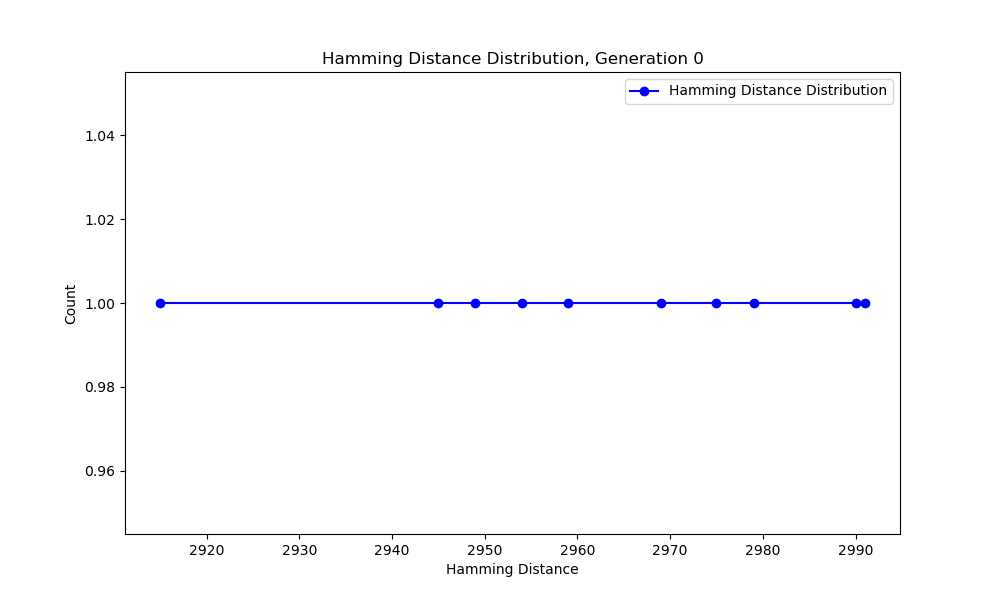 Hamming Distance Distribution, Generation 0
Hamming Distance Distribution
1.04
1.02
1.00
0.98
0.96
Count
2920 2930 2940 2950 2960 2970 2980 2990
Hamming Distance